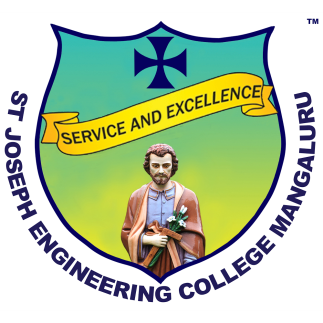 TM
SERVICE AND EXCELLENCE
ST JOSEPH ENGINEERING COLLEGE MANGALURU